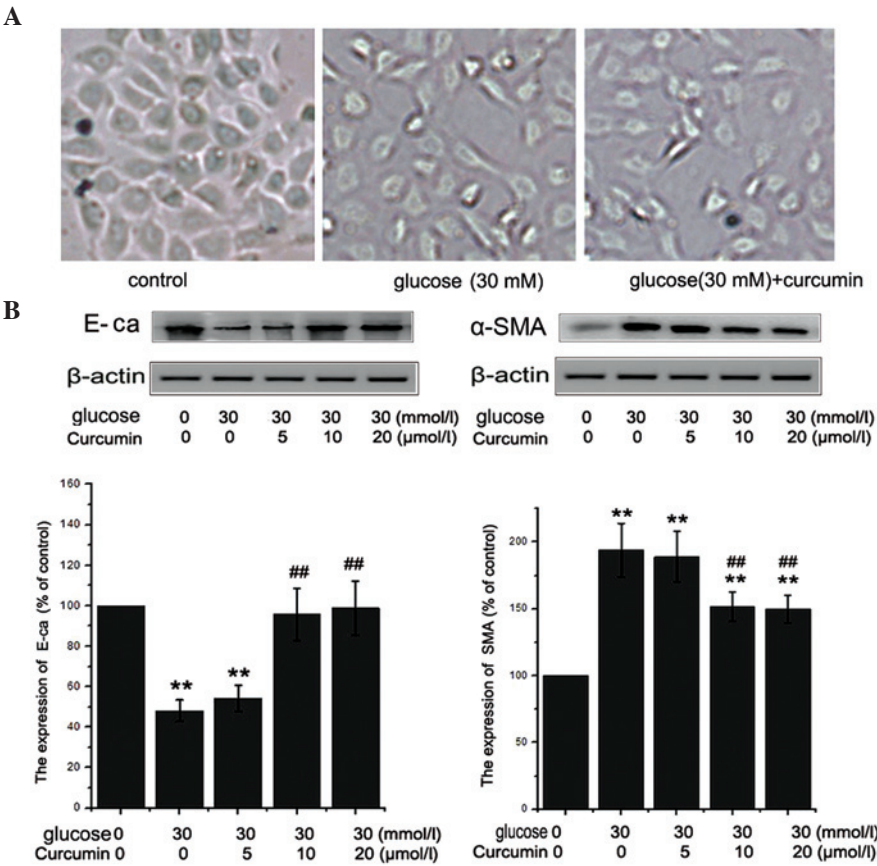 A
control
glucose (30 mM)
glucose(30 mM)+curcumin
B
E-ca
β-actin
glucose 0 30 30 30 30 (mmol/l)
Curcumin 0 0 5 10 20 (μmol/l)
α-SMA
β-actin
glucose 0 30 30 30 30 (mmol/l)
Curcumin 0 0 5 10 20 (μmol/l)
The expression of E-ca (% of control)
160
140
120
100
80
60
40
20
0
**
**
##
##
glucose 0 30 30 30 30 (mmol/l)
Curcumin 0 0 5 10 20 (μmol/l)
The expression of SMA (% of control)
200
150
100
50
0
**
**
##
**
##
**
glucose 0 30 30 30 30 (mmol/l)
Curcumin 0 0 5 10 20 (μmol/l)